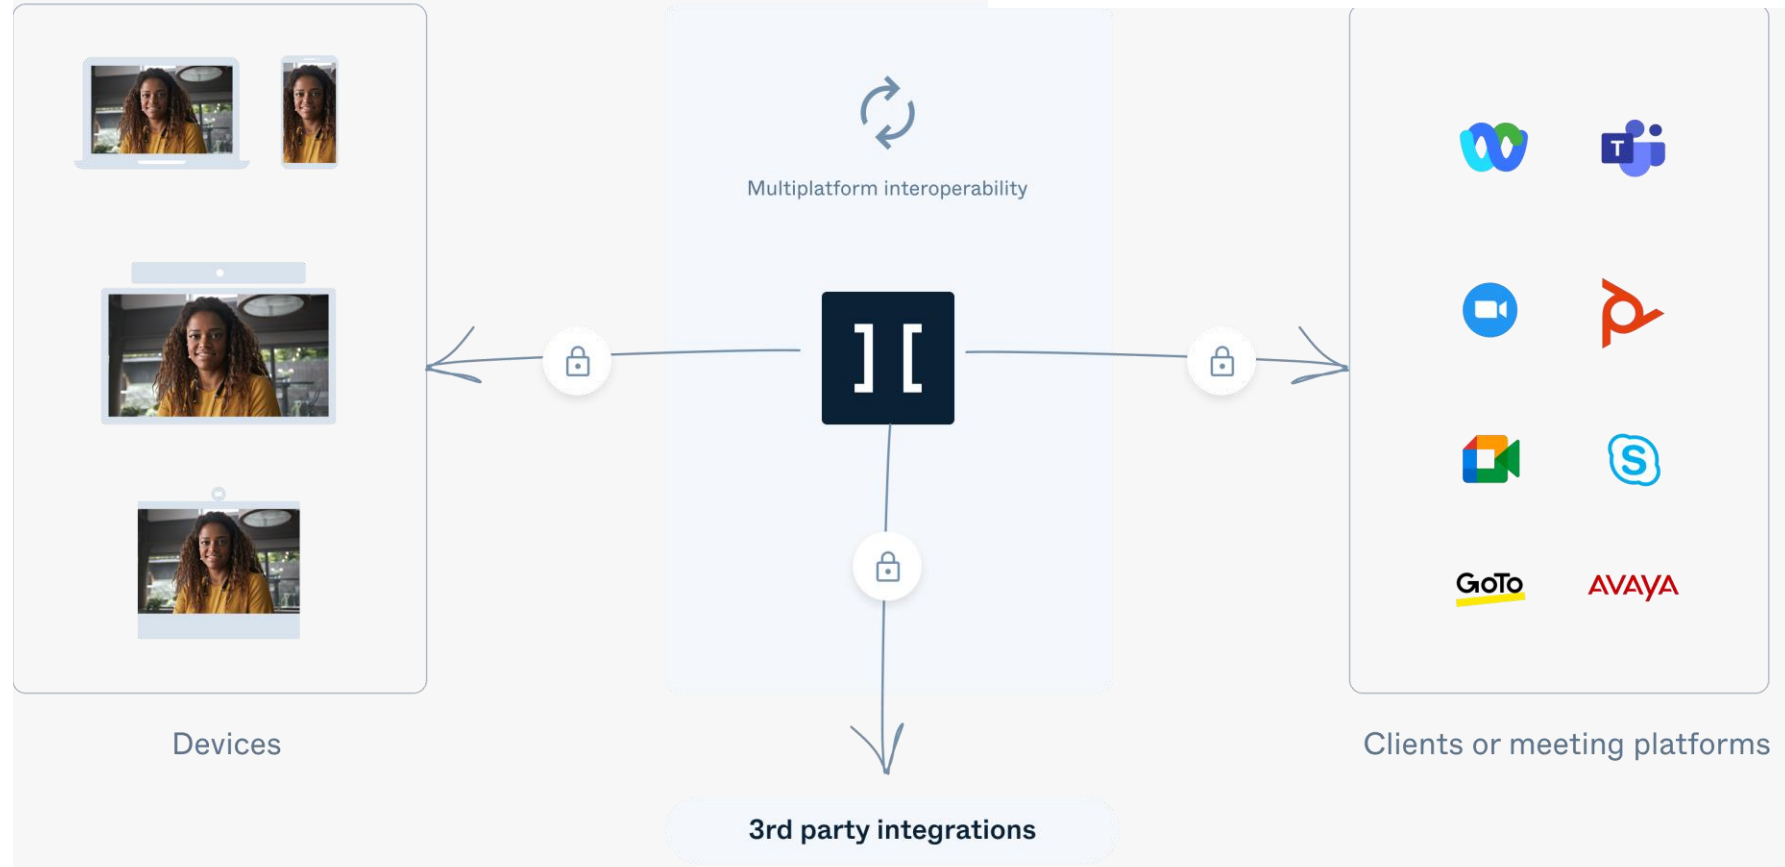 Multiplatform interoperability
][
T
S
GoTo
AVAYA
Devices
Clients or meeting platforms
3rd party integrations